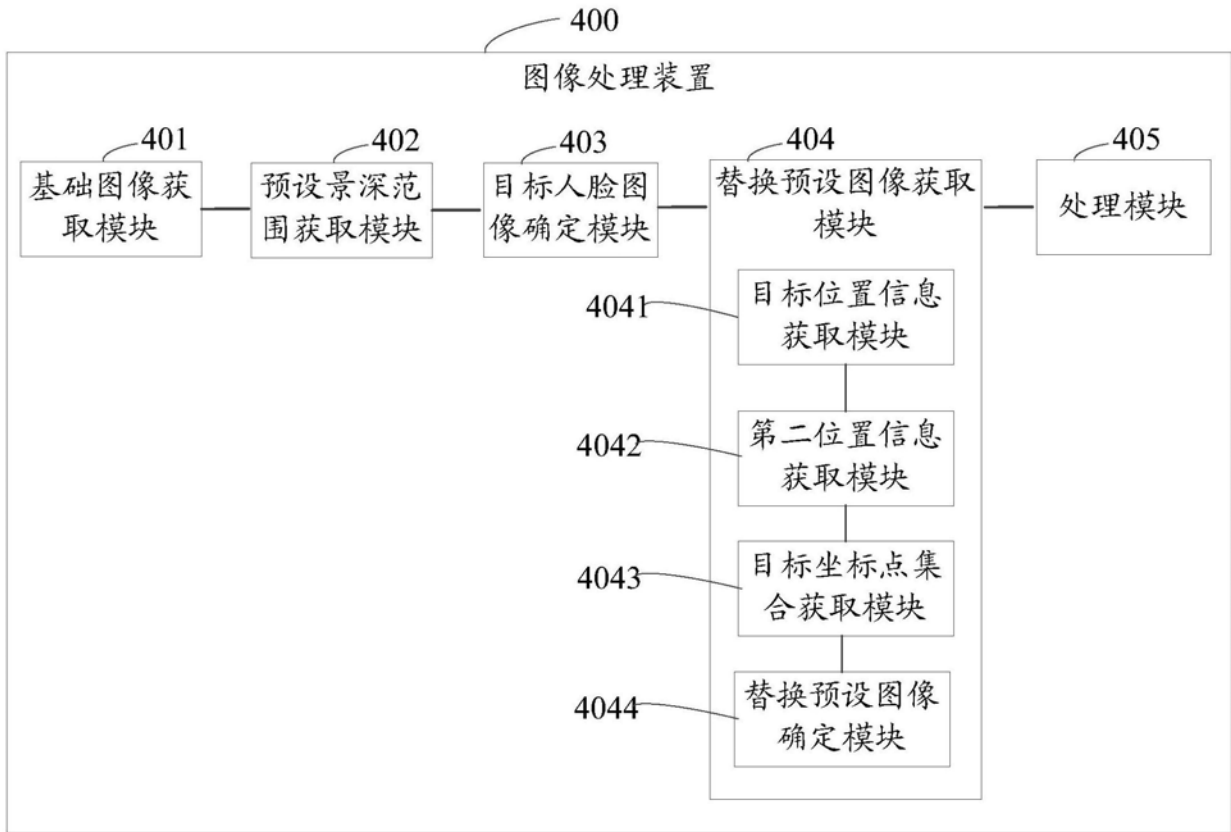 400
图像处理装置
401
基础图像获
取模块
402
预设景深范
围获取模块
403
目标人脸图
像确定模块
404
替换预设图像获取
模块
405
处理模块
4041
目标位置信息
获取模块
4042
第二位置信息
获取模块
4043
目标坐标点集
合获取模块
4044
替换预设图像
确定模块